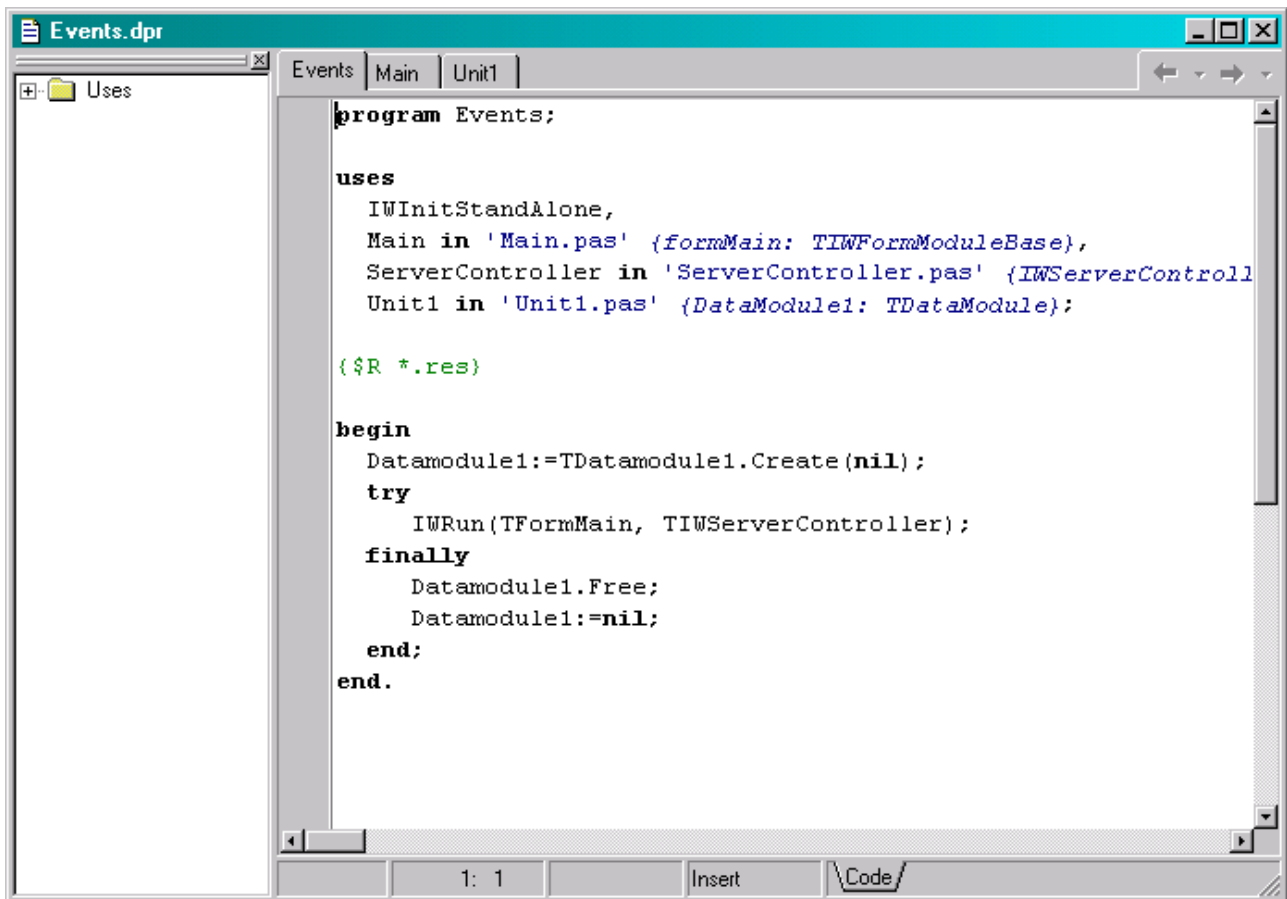 Events.dpr
Uses
Events Main Unit1
program Events;
uses
IWInitStandAlone,
Main in 'Main.pas' {formMain: TIWFormModuleBase},
ServerController in 'ServerController.pas' {IWServerControll
Unit1 in 'Unit1.pas' {DataModule1: TDataModule};
{$R *.res}
begin
Datamodule1:=TDatamodule1.Create(nil);
try
IWRun(TFormMain, TIWServerController);
finally
Datamodule1.Free;
Datamodule1:=nil;
end;
end.
1: 1 Insert Code